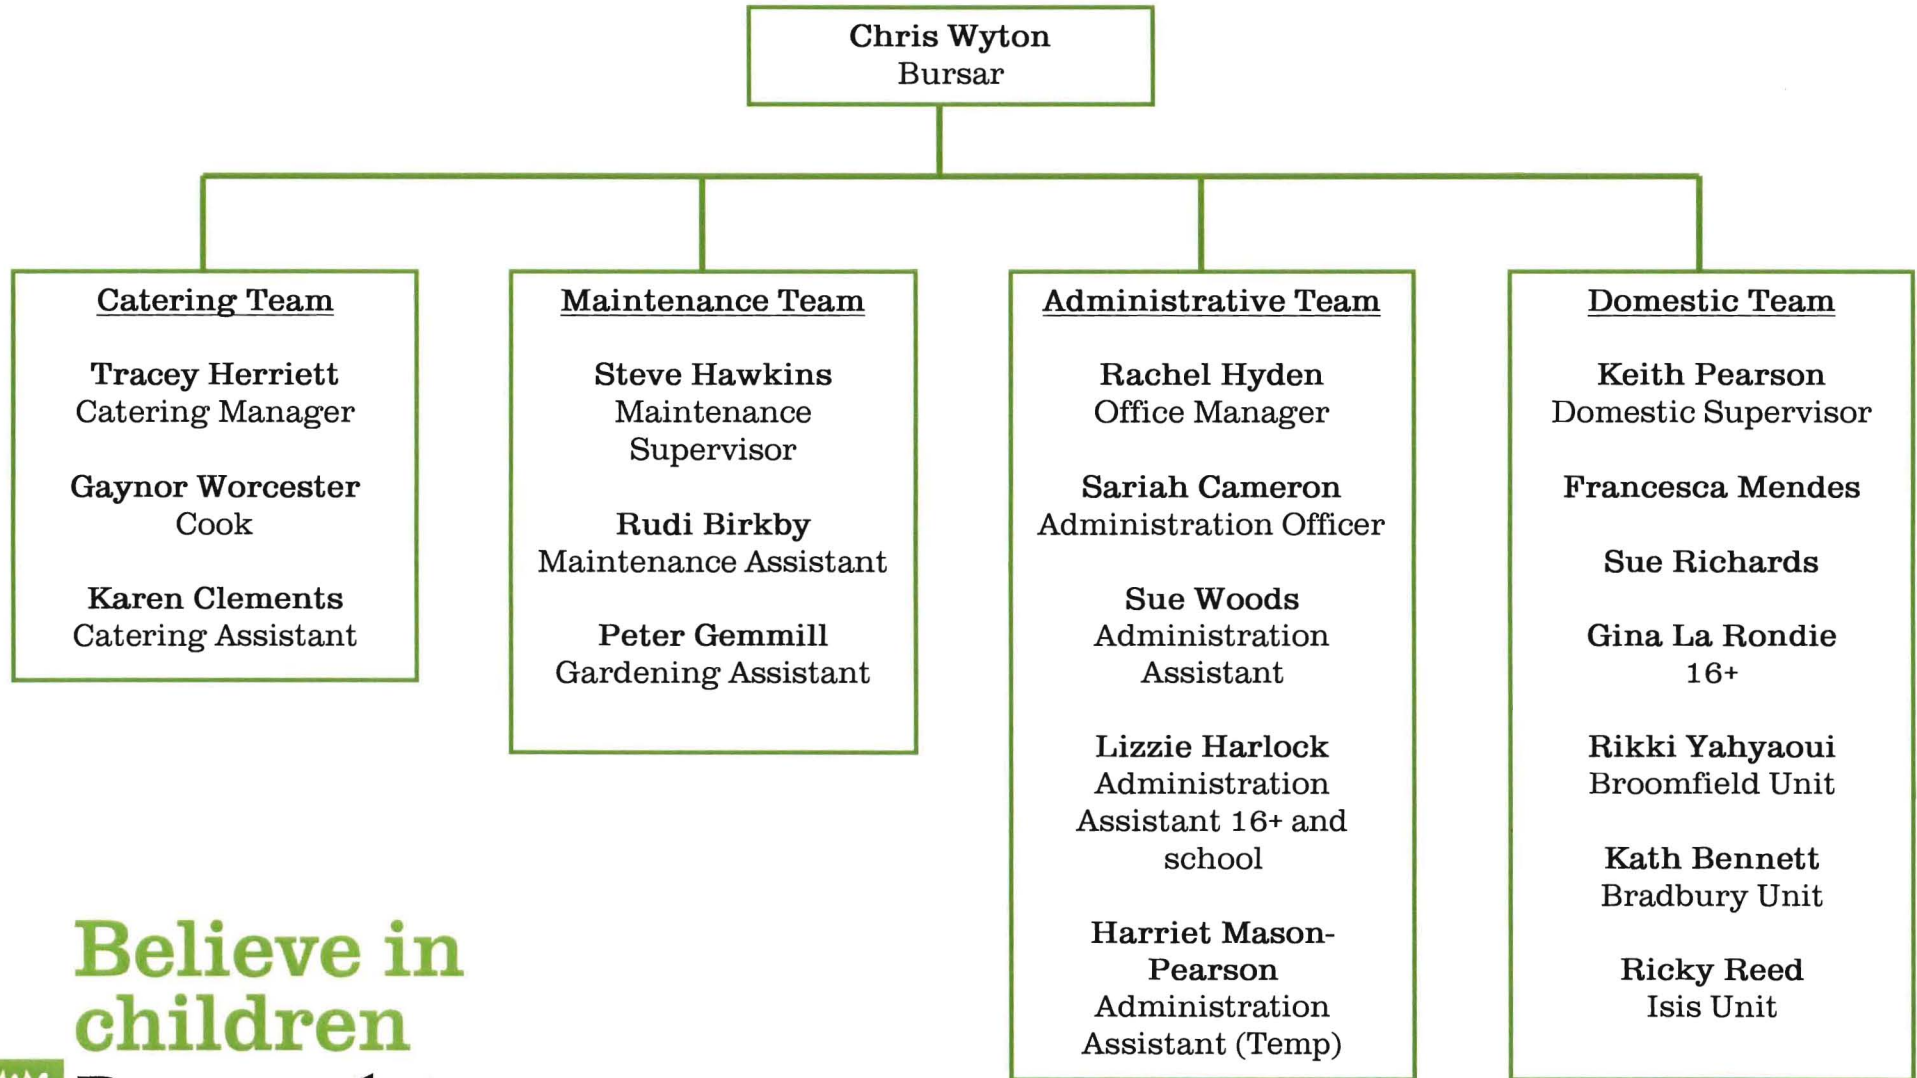 Chris Wyton
Bursar
Catering Team
Tracey Herriett
Catering Manager
Gaynor Worcester
Cook
Karen Clements
Catering Assistant
Maintenance Team
Steve Hawkins
Maintenance
Supervisor
Rudi Birkby
Maintenance Assistant
Peter Gemmill
Gardening Assistant
Administrative Team
Rachel Hyden
Office Manager
Sariah Cameron
Administration Officer
Sue Woods
Administration
Assistant
Lizzie Harlock
Administration
Assistant 16+ and
school
Harriet Mason-
Pearson
Administration
Assistant (Temp)
Domestic Team
Keith Pearson
Domestic Supervisor
Francesca Mendes
Sue Richards
Gina La Rondie
16+
Rikki Yahyaoui
Broomfield Unit
Kath Bennett
Bradbury Unit
Ricky Reed
Isis Unit
Believe in
children